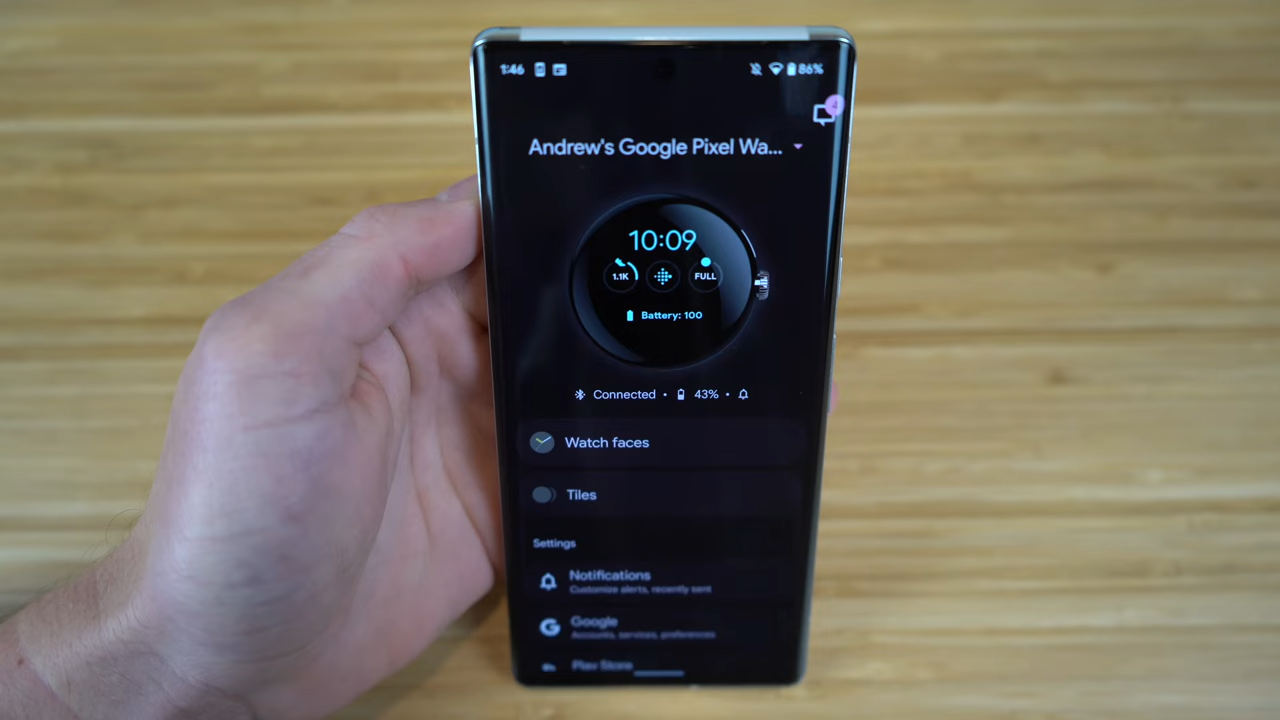 1:46 86%
4
Andrew's Google Pixel Wa...
10:09
1.1K FULL
Battery: 100
Connected • 43% •
Watch faces
Tiles
Settings
Notifications
Customize alerts, recently sent
Google
Accounts, services, preferences
Play Store